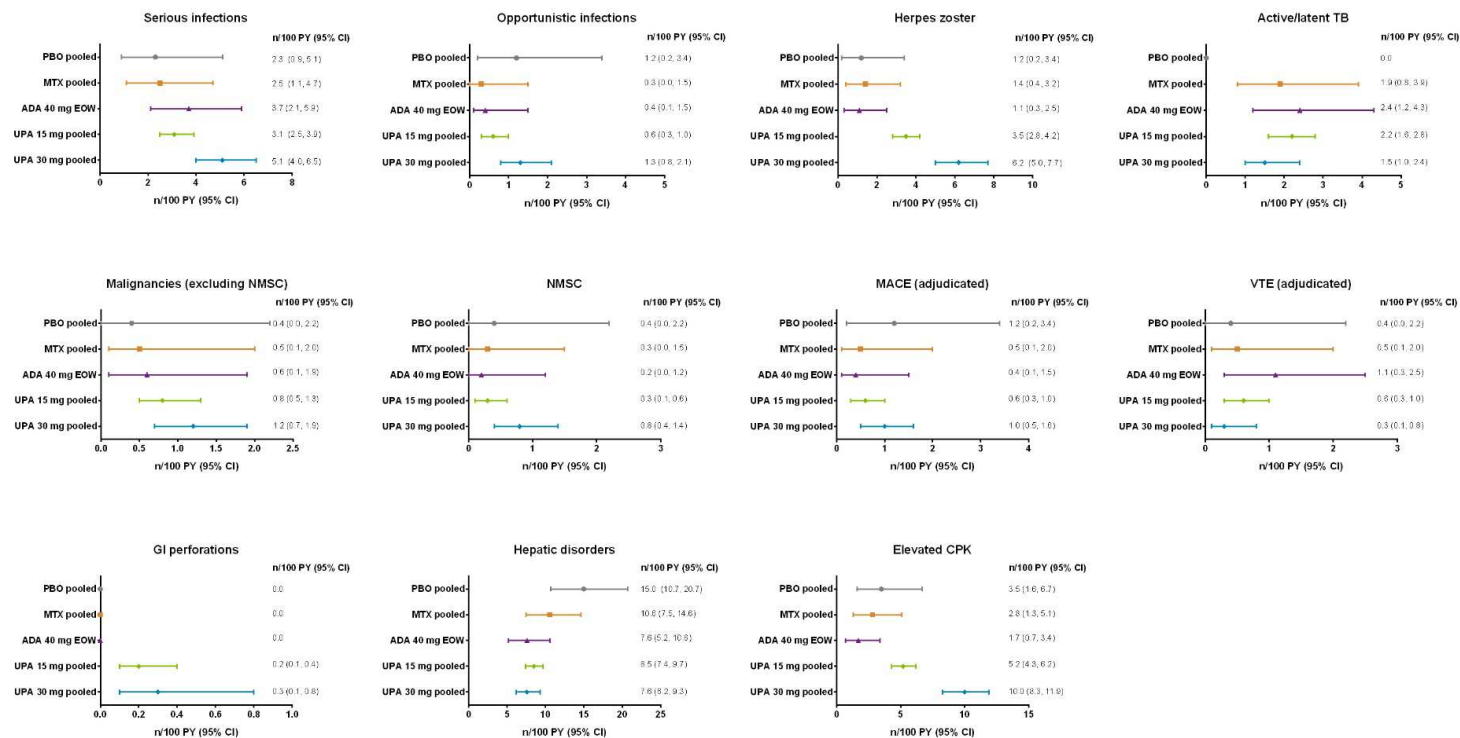 Serious infections
n/100 PY (95% CI)
PBO pooled 2.3 (0.9, 5.1)
MTX pooled 2.5 (1.1, 4.7)
ADA 40 mg EOW 3.7 (2.1, 5.9)
UPA 15 mg pooled 3.1 (2.5, 3.9)
UPA 30 mg pooled 5.1 (4.0, 6.5)
0 2 4 6 8
n/100 PY (95% CI)
Opportunistic infections
n/100 PY (95% CI)
PBO pooled 1.2 (0.2, 3.4)
MTX pooled 0.3 (0.0, 1.5)
ADA 40 mg EOW 0.4 (0.1, 1.5)
UPA 15 mg pooled 0.6 (0.3, 1.0)
UPA 30 mg pooled 1.3 (0.8, 2.1)
0 1 2 3 4 5
n/100 PY (95% CI)
Herpes zoster
n/100 PY (95% CI)
PBO pooled 1.2 (0.2, 3.4)
MTX pooled 1.4 (0.4, 3.2)
ADA 40 mg EOW 1.1 (0.3, 2.5)
UPA 15 mg pooled 3.5 (2.8, 4.2)
UPA 30 mg pooled 6.2 (5.0, 7.7)
0 2 4 6 8 10
n/100 PY (95% CI)
Active/latent TB
n/100 PY (95% CI)
PBO pooled 0.0
MTX pooled 1.9 (0.8, 3.9)
ADA 40 mg EOW 2.4 (1.2, 4.3)
UPA 15 mg pooled 2.2 (1.6, 2.8)
UPA 30 mg pooled 1.5 (1.0, 2.4)
0 1 2 3 4 5
n/100 PY (95% CI)
Malignancies (excluding NMSC)
n/100 PY (95% CI)
PBO pooled 0.4 (0.0, 2.2)
MTX pooled 0.5 (0.1, 2.0)
ADA 40 mg EOW 0.6 (0.1, 1.9)
UPA 15 mg pooled 0.8 (0.5, 1.3)
UPA 30 mg pooled 1.2 (0.7, 1.9)
0.0 0.5 1.0 1.5 2.0 2.5
n/100 PY (95% CI)
NMSC
n/100 PY (95% CI)
PBO pooled 0.4 (0.0, 2.2)
MTX pooled 0.3 (0.0, 1.5)
ADA 40 mg EOW 0.2 (0.0, 1.2)
UPA 15 mg pooled 0.3 (0.1, 0.6)
UPA 30 mg pooled 0.8 (0.4, 1.4)
0 1 2 3
n/100 PY (95% CI)
MACE (adjudicated)
n/100 PY (95% CI)
PBO pooled 1.2 (0.2, 3.4)
MTX pooled 0.5 (0.1, 2.0)
ADA 40 mg EOW 0.4 (0.1, 1.5)
UPA 15 mg pooled 0.6 (0.3, 1.0)
UPA 30 mg pooled 1.0 (0.5, 1.6)
0 1 2 3 4
n/100 PY (95% CI)
VTE (adjudicated)
n/100 PY (95% CI)
PBO pooled 0.4 (0.0, 2.2)
MTX pooled 0.5 (0.1, 2.0)
ADA 40 mg EOW 1.1 (0.3, 2.5)
UPA 15 mg pooled 0.6 (0.3, 1.0)
UPA 30 mg pooled 0.3 (0.1, 0.8)
0 1 2 3
n/100 PY (95% CI)
GI perforations
n/100 PY (95% CI)
PBO pooled 0.0
MTX pooled 0.0
ADA 40 mg EOW 0.0
UPA 15 mg pooled 0.2 (0.1, 0.4)
UPA 30 mg pooled 0.3 (0.1, 0.8)
0.0 0.2 0.4 0.6 0.8 1.0
n/100 PY (95% CI)
Hepatic disorders
n/100 PY (95% CI)
PBO pooled 15.0 (10.7, 20.7)
MTX pooled 10.6 (7.5, 14.6)
ADA 40 mg EOW 7.6 (5.2, 10.6)
UPA 15 mg pooled 8.5 (7.4, 9.7)
UPA 30 mg pooled 7.6 (6.2, 9.3)
0 5 10 15 20 25
n/100 PY (95% CI)
Elevated CPK
n/100 PY (95% CI)
PBO pooled 3.5 (1.6, 6.7)
MTX pooled 2.8 (1.3, 5.1)
ADA 40 mg EOW 1.7 (0.7, 3.4)
UPA 15 mg pooled 5.2 (4.3, 6.2)
UPA 30 mg pooled 10.0 (8.3, 11.9)
0 5 10 15
n/100 PY (95% CI)